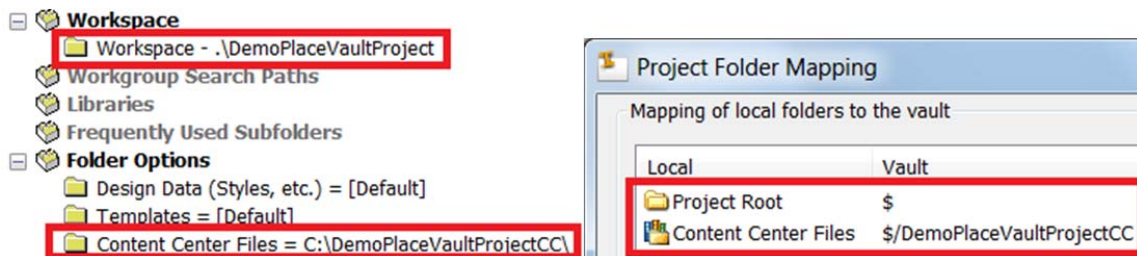 Workspace
Workspace - .\DemoPlaceVaultProject
Workgroup Search Paths
Libraries
Frequently Used Subfolders
Folder Options
Design Data (Styles, etc.) = [Default]
Templates = [Default]
Content Center Files = C:\DemoPlaceVaultProjectCC\
Project Folder Mapping
Mapping of local folders to the vault
Local Vault
Project Root $
Content Center Files $/DemoPlaceVaultProjectCC